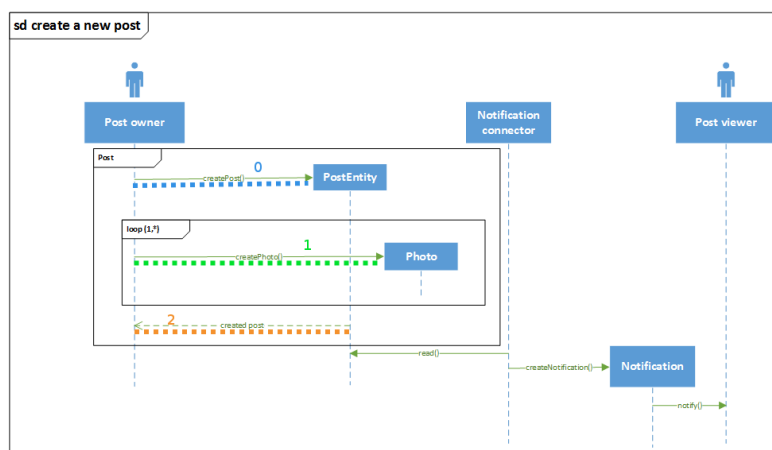 sd create a new post
Post owner
Notification
connector
Post viewer
Post
0
createPost()
PostEntity
loop (1,*)
1
createPhoto()
Photo
2
created post
read()
createNotification()
Notification
notify()